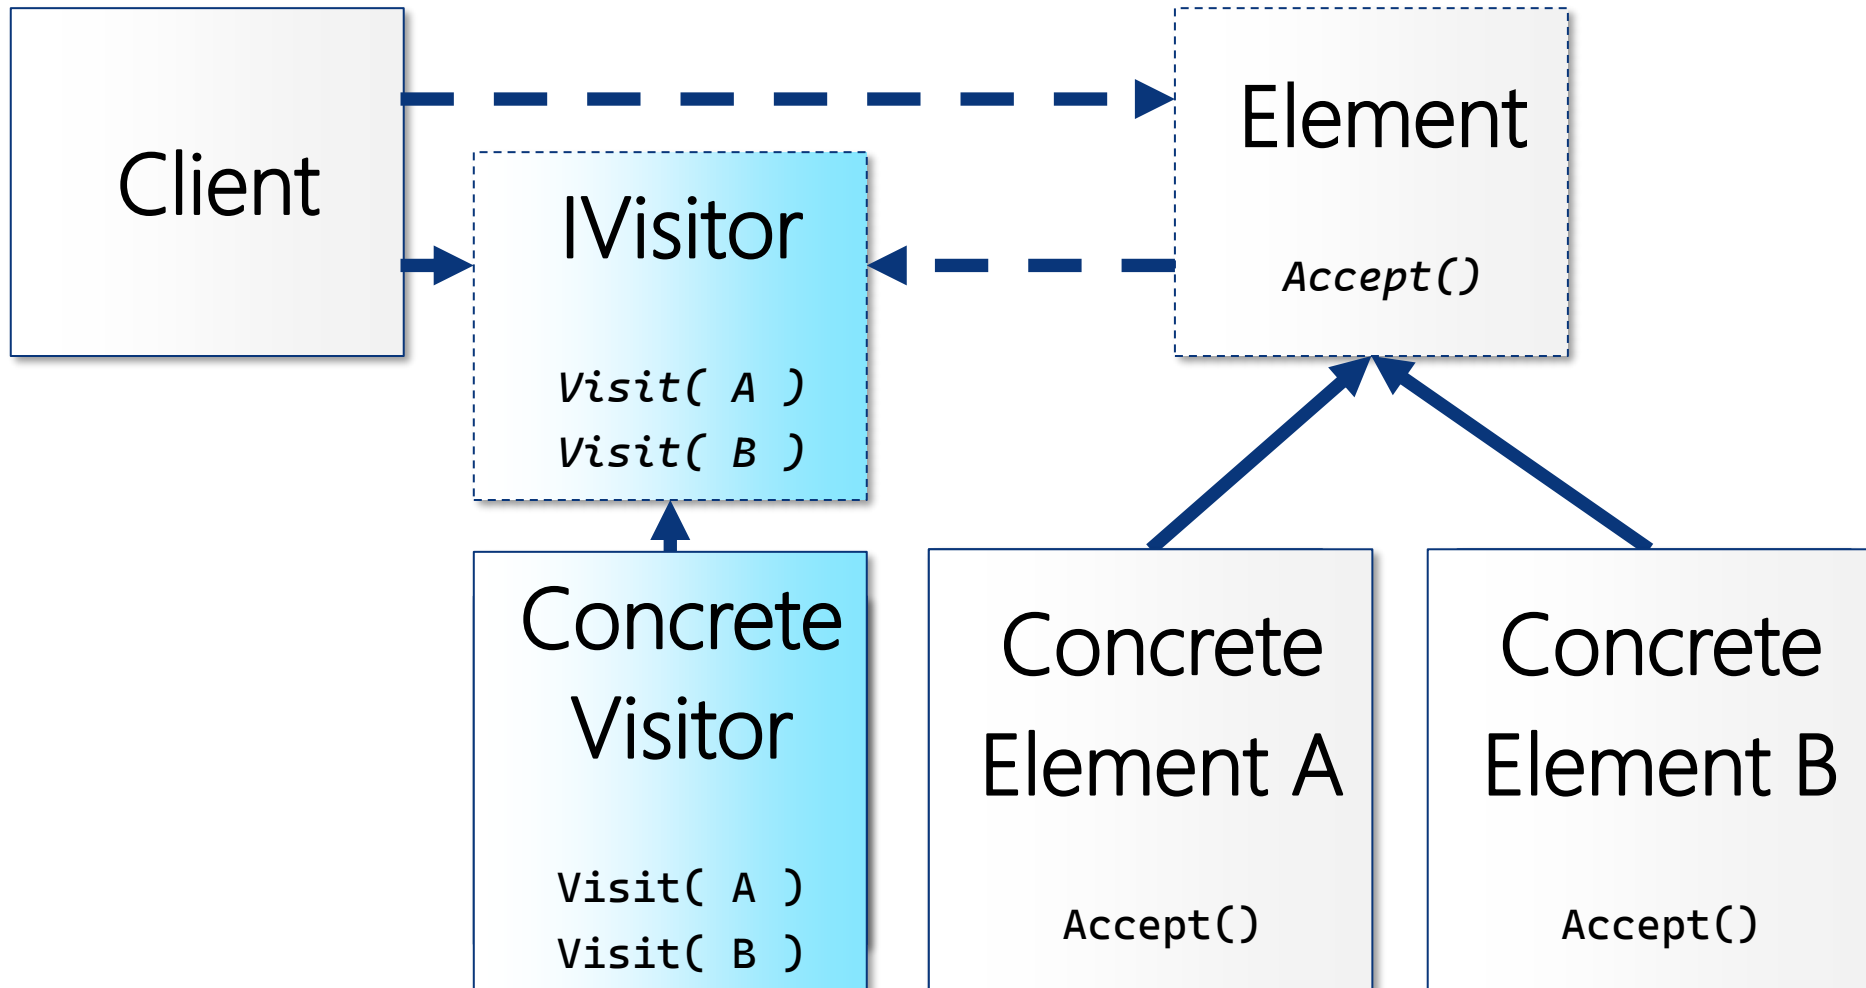 Client
IVisitor
Visit( A )
Visit( B )
Element
Accept()
Concrete
Visitor
Visit( A )
Visit( B )
Concrete
Element A
Accept()
Concrete
Element B
Accept()